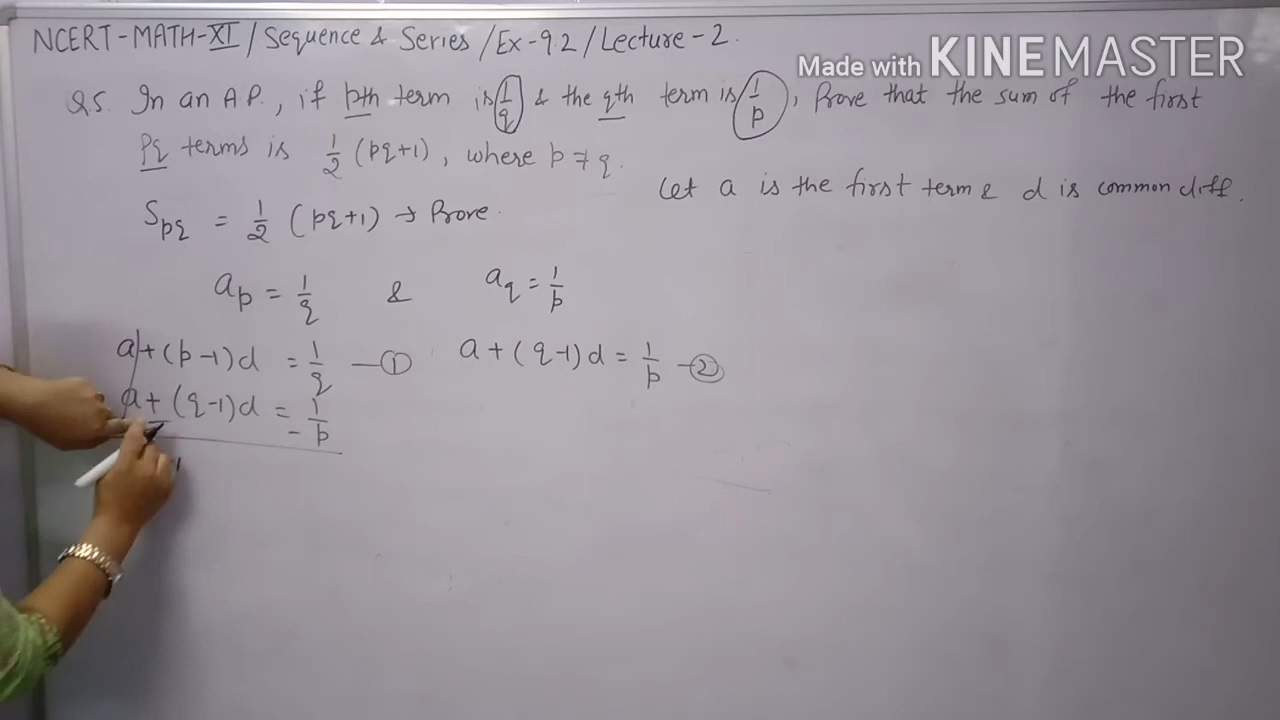 NCERT-MATH-XI / Sequence & Series / Ex-9.2 / Lecture-2.
Made with KINEMASTER
Q5. In an A.P., if pth term is 1/q & the qth term is 1/p, Prove that the sum of the first
pq terms is 1/2 (pq+1), where p ≠ q.
Let a is the first term & d is common diff.
S_pq = 1/2 (pq+1) → Prove.
a_p = 1/q & a_q = 1/p
a + (p-1)d = 1/q — ① a + (q-1)d = 1/p — ②
a + (q-1)d = 1/p
- -